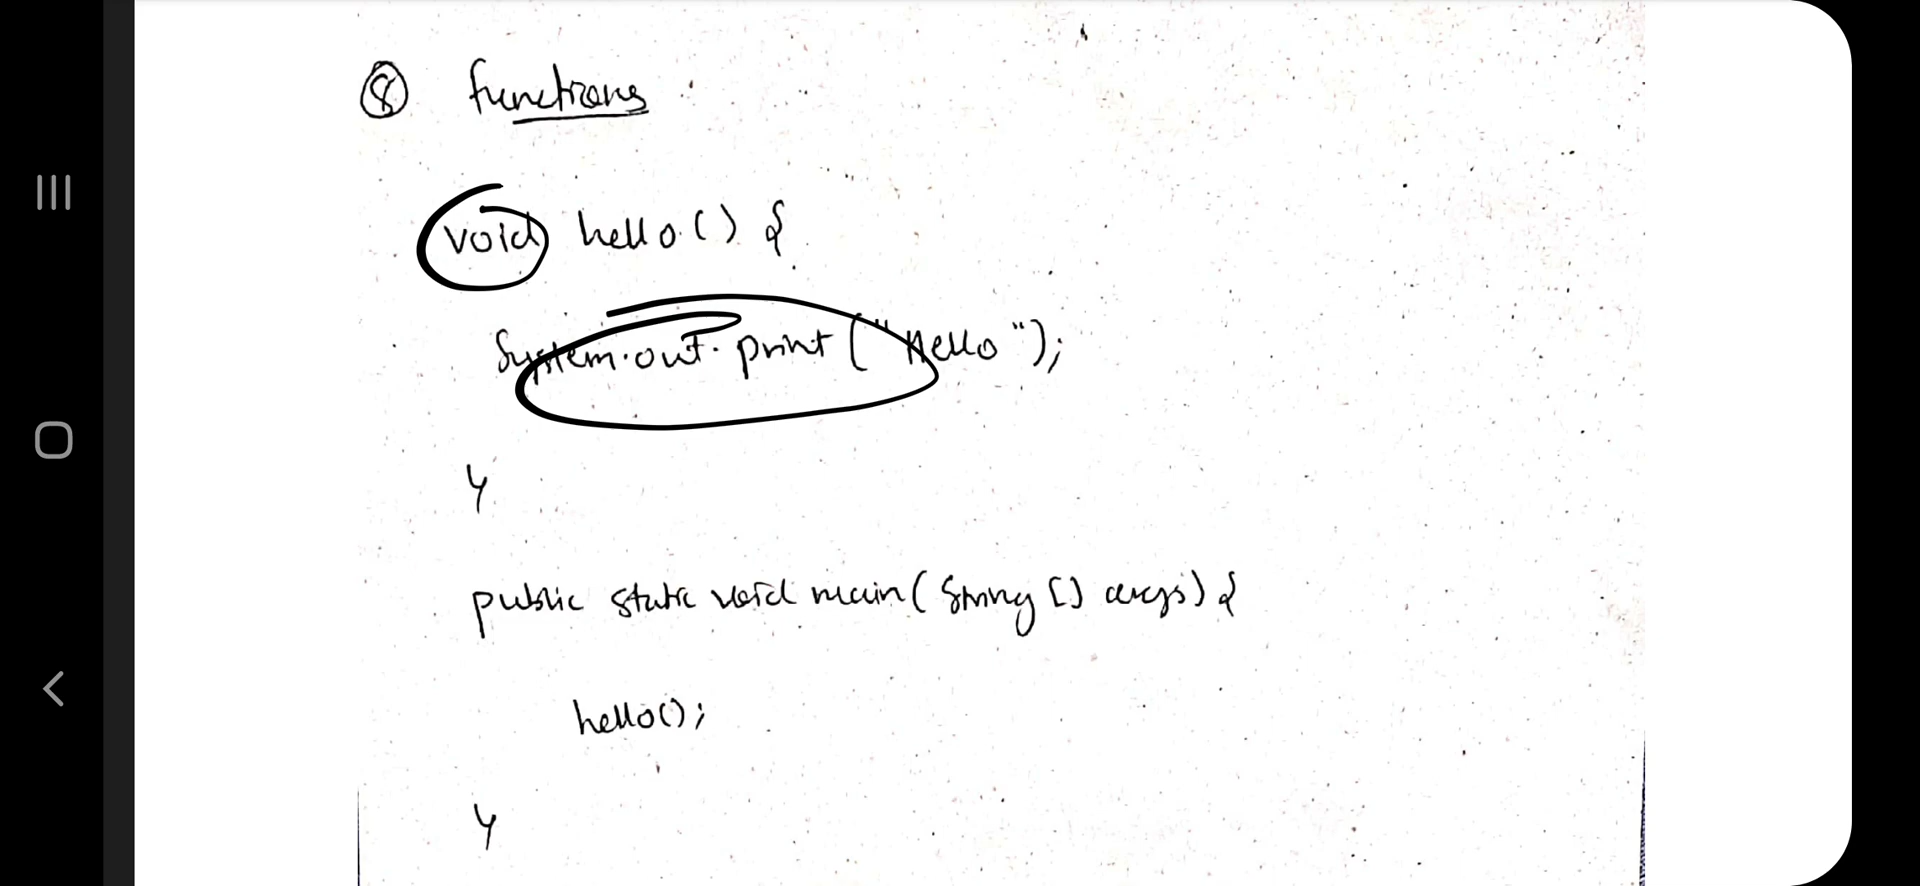 ⑧ functions
void hello() {
System.out.print("Hello");
}
public static void main(String [] args) {
hello();
}